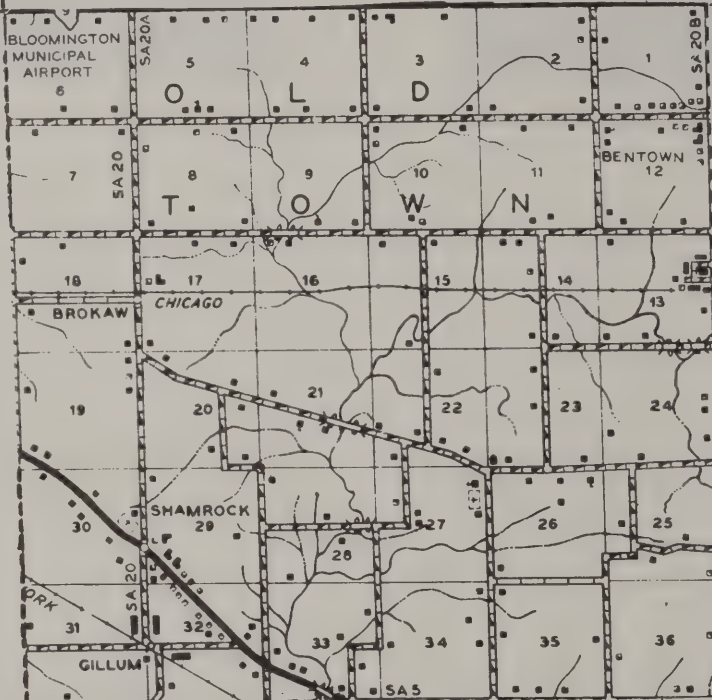 9
BLOOMINGTON
MUNICIPAL
AIRPORT
6
SA 20A
5
4
3
2
1
SA 20B
O L D
7
SA 20
8
9
10
11
BENTOWN
12
T O W N
18
17
16
15
14
13
CHICAGO
BROKAW
19
20
21
22
23
24
SHAMROCK
30
29
28
27
26
25
SA 20
ORK
31
32
33
34
35
36
GILLUM
SA 5